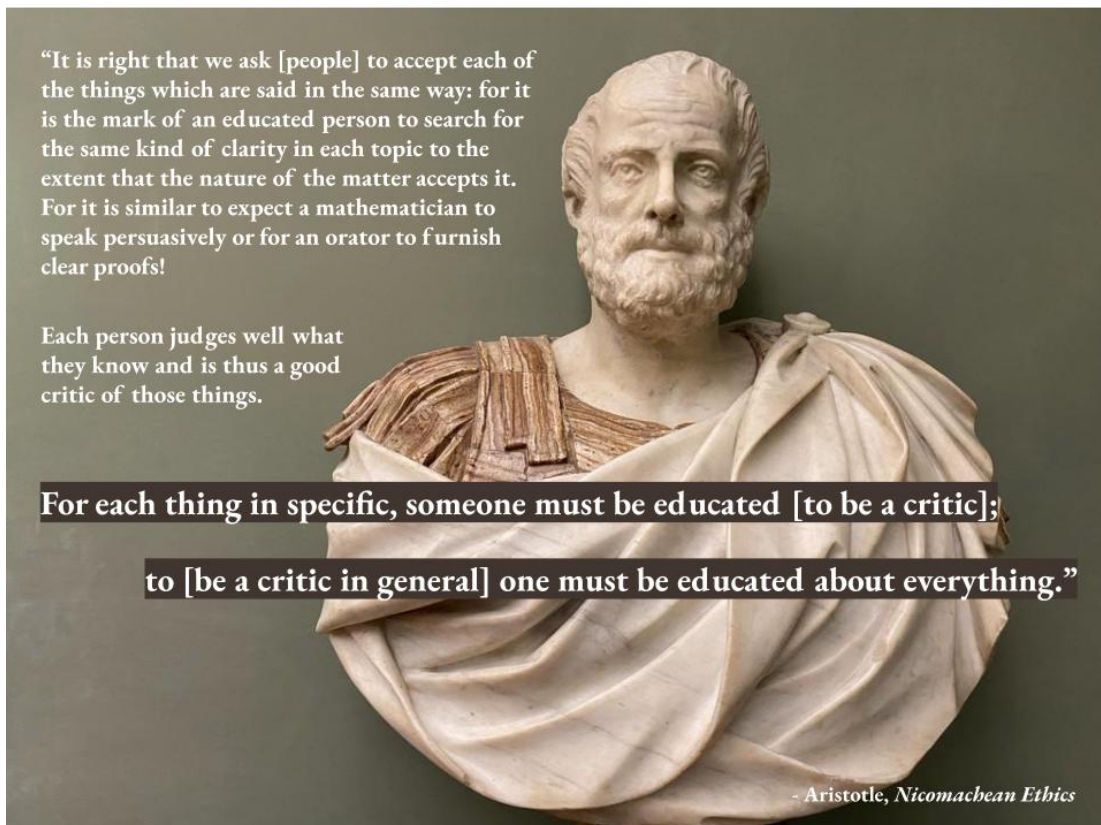 “It is right that we ask [people] to accept each of
the things which are said in the same way: for it
is the mark of an educated person to search for
the same kind of clarity in each topic to the
extent that the nature of the matter accepts it.
For it is similar to expect a mathematician to
speak persuasively or for an orator to furnish
clear proofs!
Each person judges well what
they know and is thus a good
critic of those things.
For each thing in specific, someone must be educated [to be a critic];
to [be a critic in general] one must be educated about everything.”
- Aristotle, Nicomachean Ethics